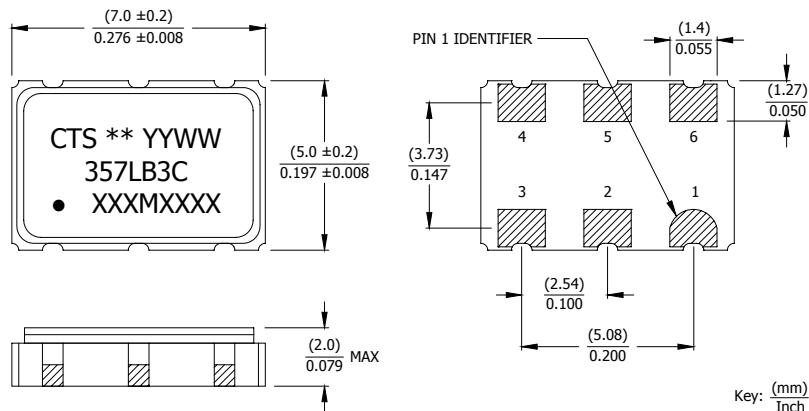 (7.0 ±0.2)
0.276 ±0.008
CTS ** YYWW
357LB3C
• XXXMXXXX
(5.0 ±0.2)
0.197 ±0.008
(2.0)
0.079 MAX
PIN 1 IDENTIFIER
(1.4)
0.055
(1.27)
0.050
4 5 6
(3.73)
0.147
3 2 1
(2.54)
0.100
(5.08)
0.200
Key: (mm)
Inch